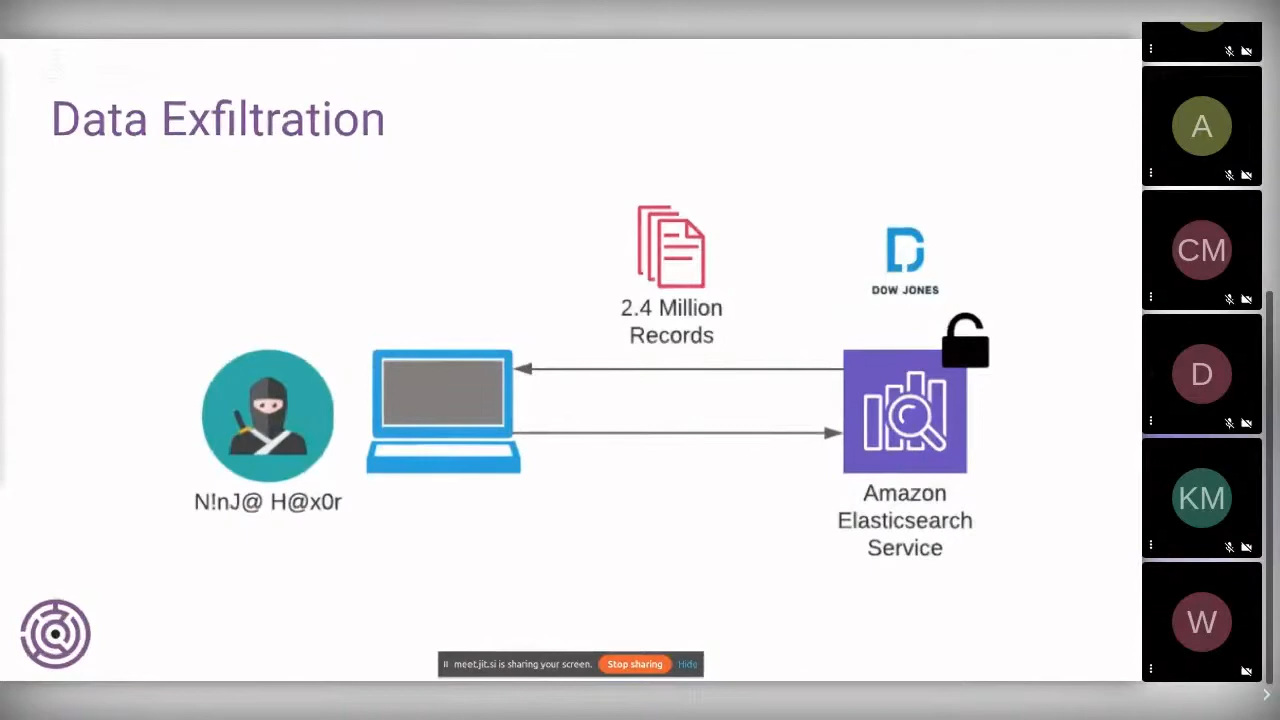 Data Exfiltration
2.4 Million
Records
DOW JONES
N!nJ@ H@x0r
Amazon
Elasticsearch
Service
meet.jit.si is sharing your screen. Stop sharing Hide
A
CM
D
KM
W